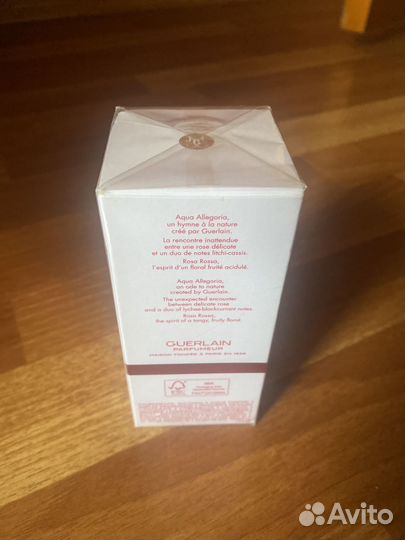 Aqua Allegoria,
un hymne à la nature
créé par Guerlain.
La rencontre inattendue
entre une rose délicate
et un duo de notes litchi-cassis.
Rosa Rossa,
l'esprit d'un floral fruité acidulé.
Aqua Allegoria,
an ode to nature
created by Guerlain.
The unexpected encounter
between delicate rose
and a duo of lychee-blackcurrant notes.
Rosa Rossa,
the spirit of a tangy, fruity floral.
GUERLAIN
PARFUMEUR
MAISON FONDÉE À PARIS EN 1828
FSC
Avito